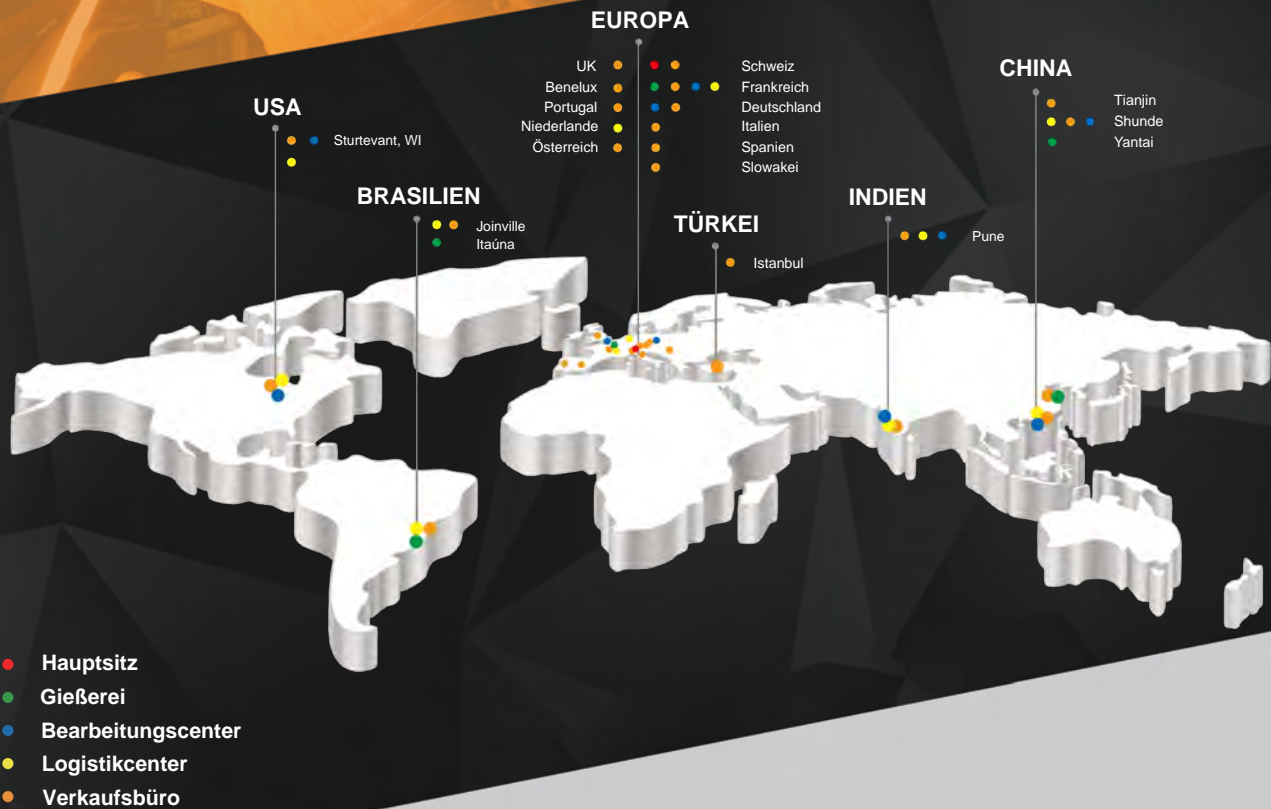 EUROPA
UK
Benelux
Portugal
Niederlande
Österreich
Schweiz
Frankreich
Deutschland
Italien
Spanien
Slowakei
CHINA
Tianjin
Shunde
Yantai
USA
Sturtevant, WI
BRASILIEN
Joinville
Itaúna
TÜRKEI
Istanbul
INDIEN
Pune
Hauptsitz
Gießerei
Bearbeitungscenter
Logistikcenter
Verkaufsbüro